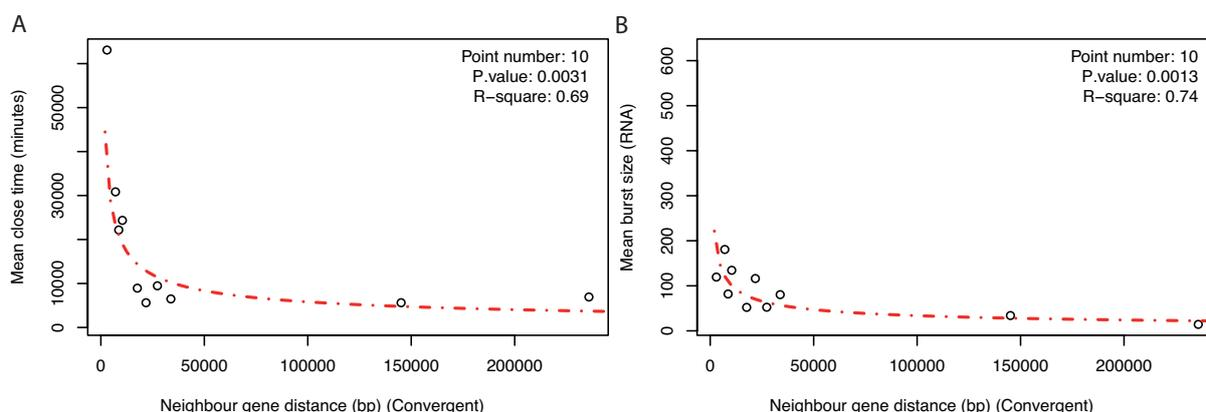 A
Mean close time (minutes)
0 10000 30000 50000
Point number: 10
P.value: 0.0031
R−square: 0.69
0 50000 100000 150000 200000
Neighbour gene distance (bp) (Convergent)
B
Mean burst size (RNA)
0 100 200 300 400 500 600
Point number: 10
P.value: 0.0013
R−square: 0.74
0 50000 100000 150000 200000
Neighbour gene distance (bp) (Convergent)